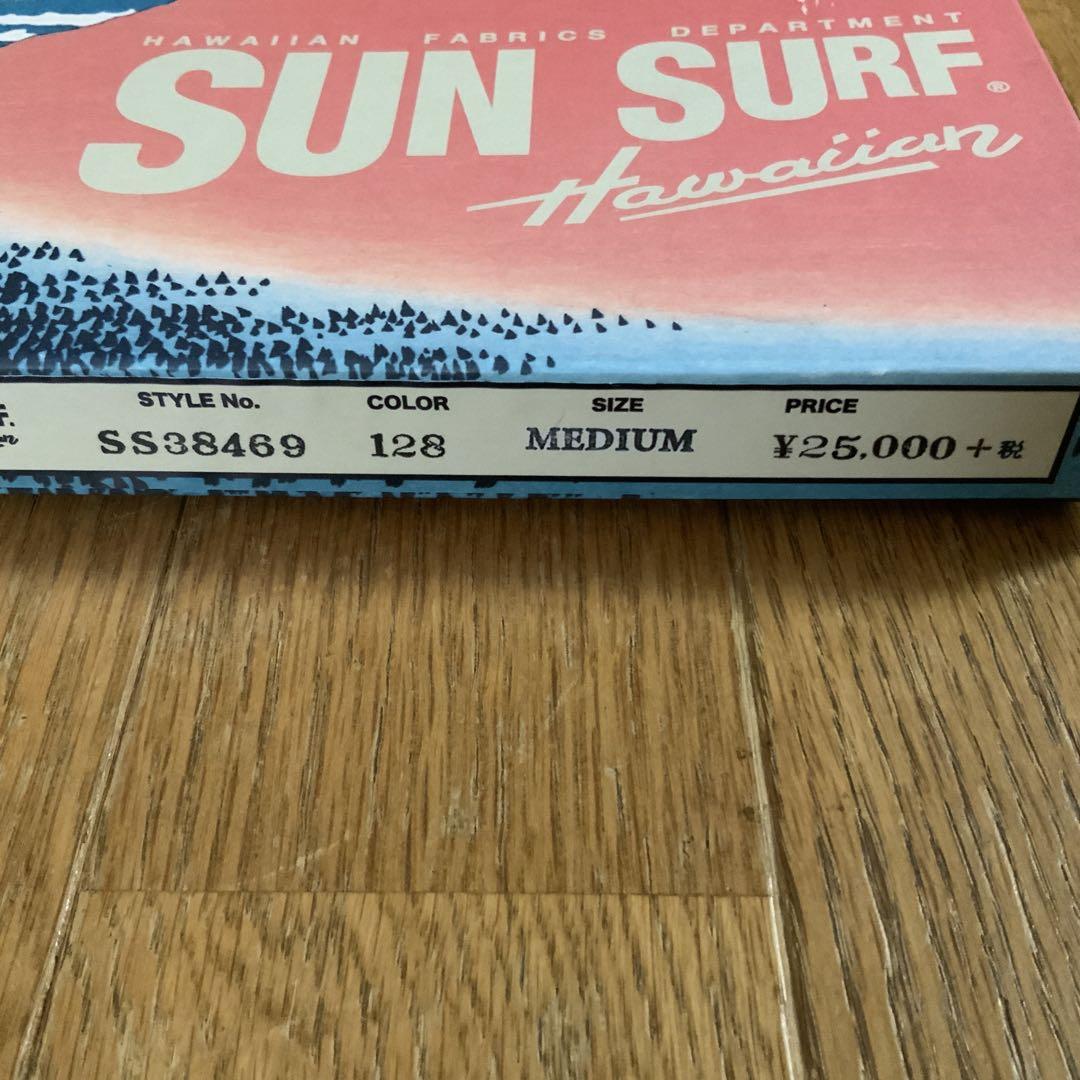 HAWAIIAN FABRICS DEPARTMENT
SUN SURF®
Hawaiian
STYLE No. COLOR SIZE PRICE
SS38469 128 MEDIUM ¥25,000+税